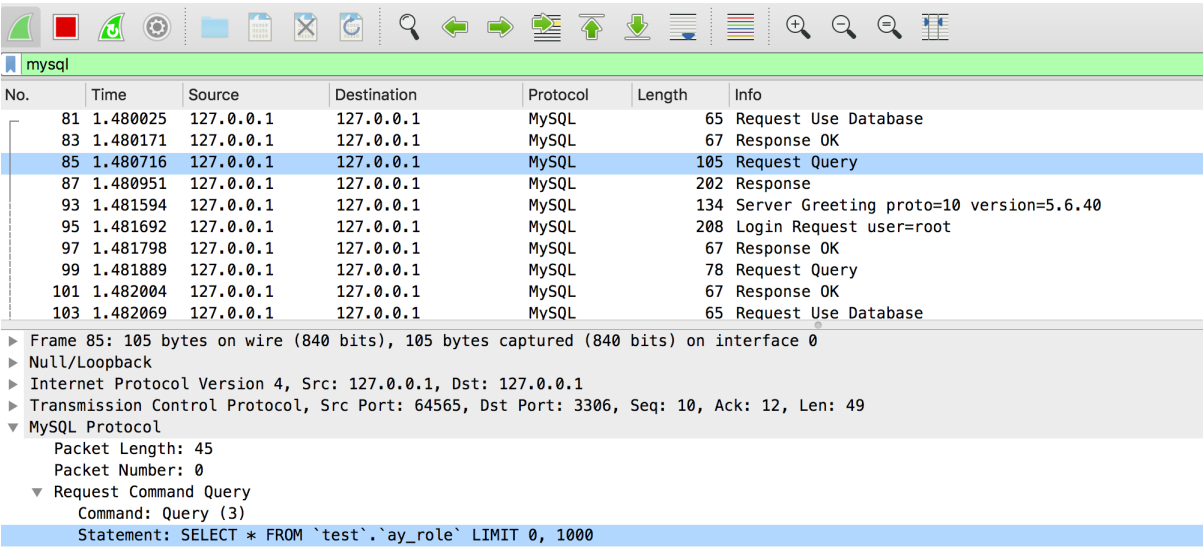 mysql
No. Time Source Destination Protocol Length Info
81 1.480025 127.0.0.1 127.0.0.1 MySQL 65 Request Use Database
83 1.480171 127.0.0.1 127.0.0.1 MySQL 67 Response OK
85 1.480716 127.0.0.1 127.0.0.1 MySQL 105 Request Query
87 1.480951 127.0.0.1 127.0.0.1 MySQL 202 Response
93 1.481594 127.0.0.1 127.0.0.1 MySQL 134 Server Greeting proto=10 version=5.6.40
95 1.481692 127.0.0.1 127.0.0.1 MySQL 208 Login Request user=root
97 1.481798 127.0.0.1 127.0.0.1 MySQL 67 Response OK
99 1.481889 127.0.0.1 127.0.0.1 MySQL 78 Request Query
101 1.482004 127.0.0.1 127.0.0.1 MySQL 67 Response OK
103 1.482069 127.0.0.1 127.0.0.1 MySQL 65 Request Use Database
Frame 85: 105 bytes on wire (840 bits), 105 bytes captured (840 bits) on interface 0
Null/Loopback
Internet Protocol Version 4, Src: 127.0.0.1, Dst: 127.0.0.1
Transmission Control Protocol, Src Port: 64565, Dst Port: 3306, Seq: 10, Ack: 12, Len: 49
MySQL Protocol
Packet Length: 45
Packet Number: 0
Request Command Query
Command: Query (3)
Statement: SELECT * FROM `test`.`ay_role` LIMIT 0, 1000